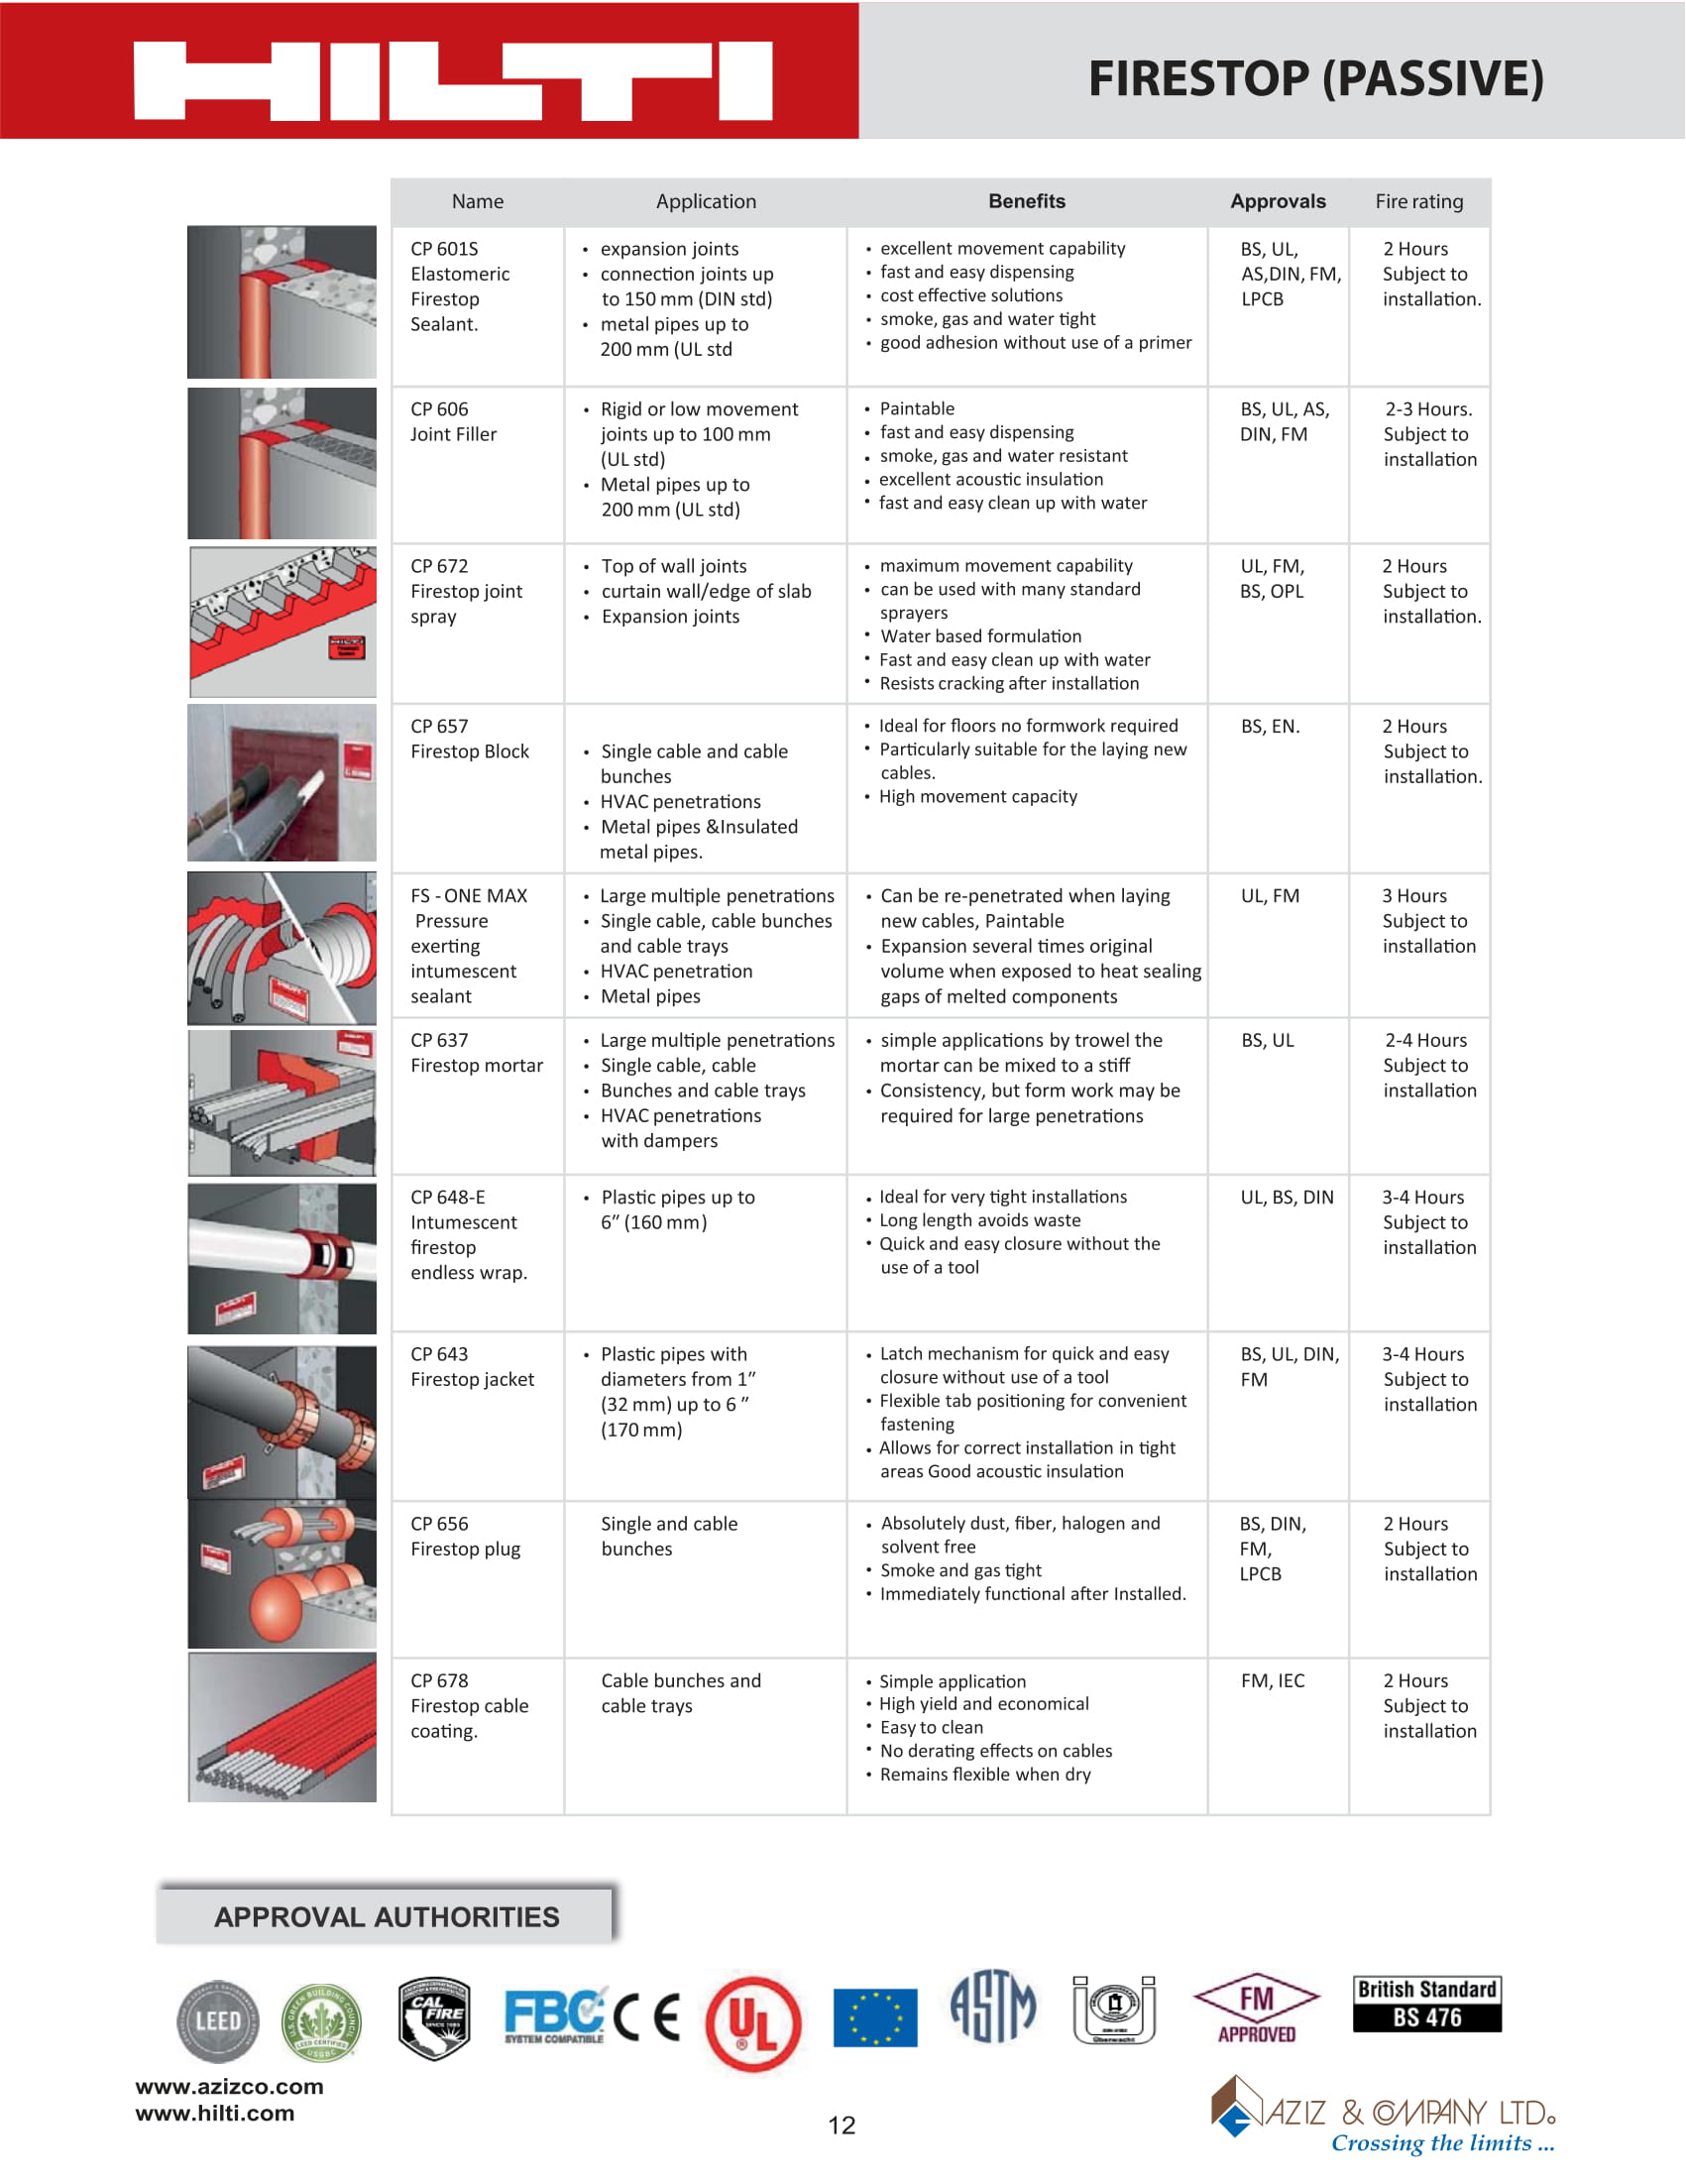 HILTI
FIRESTOP (PASSIVE)
Name Application Benefits Approvals Fire rating
CP 601S
Elastomeric
Firestop
Sealant.
• expansion joints
• connection joints up
to 150 mm (DIN std)
• metal pipes up to
200 mm (UL std
• excellent movement capability
• fast and easy dispensing
• cost effective solutions
• smoke, gas and water tight
• good adhesion without use of a primer
BS, UL,
AS,DIN, FM,
LPCB
2 Hours
Subject to
installation.
CP 606
Joint Filler
• Rigid or low movement
joints up to 100 mm
(UL std)
• Metal pipes up to
200 mm (UL std)
• Paintable
• fast and easy dispensing
• smoke, gas and water resistant
• excellent acoustic insulation
• fast and easy clean up with water
BS, UL, AS,
DIN, FM
2-3 Hours.
Subject to
installation
CP 672
Firestop joint
spray
• Top of wall joints
• curtain wall/edge of slab
• Expansion joints
• maximum movement capability
• can be used with many standard
sprayers
• Water based formulation
• Fast and easy clean up with water
• Resists cracking after installation
UL, FM,
BS, OPL
2 Hours
Subject to
installation.
CP 657
Firestop Block
• Single cable and cable
bunches
• HVAC penetrations
• Metal pipes &Insulated
metal pipes.
• Ideal for floors no formwork required
• Particularly suitable for the laying new
cables.
• High movement capacity
BS, EN.
2 Hours
Subject to
installation.
FS - ONE MAX
Pressure
exerting
intumescent
sealant
• Large multiple penetrations
• Single cable, cable bunches
and cable trays
• HVAC penetration
• Metal pipes
• Can be re-penetrated when laying
new cables, Paintable
• Expansion several times original
volume when exposed to heat sealing
gaps of melted components
UL, FM
3 Hours
Subject to
installation
CP 637
Firestop mortar
• Large multiple penetrations
• Single cable, cable
• Bunches and cable trays
• HVAC penetrations
with dampers
• simple applications by trowel the
mortar can be mixed to a stiff
• Consistency, but form work may be
required for large penetrations
BS, UL
2-4 Hours
Subject to
installation
CP 648-E
Intumescent
firestop
endless wrap.
• Plastic pipes up to
6” (160 mm)
• Ideal for very tight installations
• Long length avoids waste
• Quick and easy closure without the
use of a tool
UL, BS, DIN
3-4 Hours
Subject to
installation
CP 643
Firestop jacket
• Plastic pipes with
diameters from 1”
(32 mm) up to 6 ”
(170 mm)
• Latch mechanism for quick and easy
closure without use of a tool
• Flexible tab positioning for convenient
fastening
• Allows for correct installation in tight
areas Good acoustic insulation
BS, UL, DIN,
FM
3-4 Hours
Subject to
installation
CP 656
Firestop plug
Single and cable
bunches
• Absolutely dust, fiber, halogen and
solvent free
• Smoke and gas tight
• Immediately functional after Installed.
BS, DIN,
FM,
LPCB
2 Hours
Subject to
installation
CP 678
Firestop cable
coating.
Cable bunches and
cable trays
• Simple application
• High yield and economical
• Easy to clean
• No derating effects on cables
• Remains flexible when dry
FM, IEC
2 Hours
Subject to
installation
APPROVAL AUTHORITIES
LEED
U.S. GREEN BUILDING COUNCIL
LEED CERTIFIED
USGBC
CAL
FIRE
SINCE 1885
FBC
SYSTEM COMPATIBLE
CE
UL
®
ASTM
Überwacht
FM
APPROVED
British Standard
BS 476
www.azizco.com
www.hilti.com
12
AZIZ & COMPANY LTD.
Crossing the limits ...